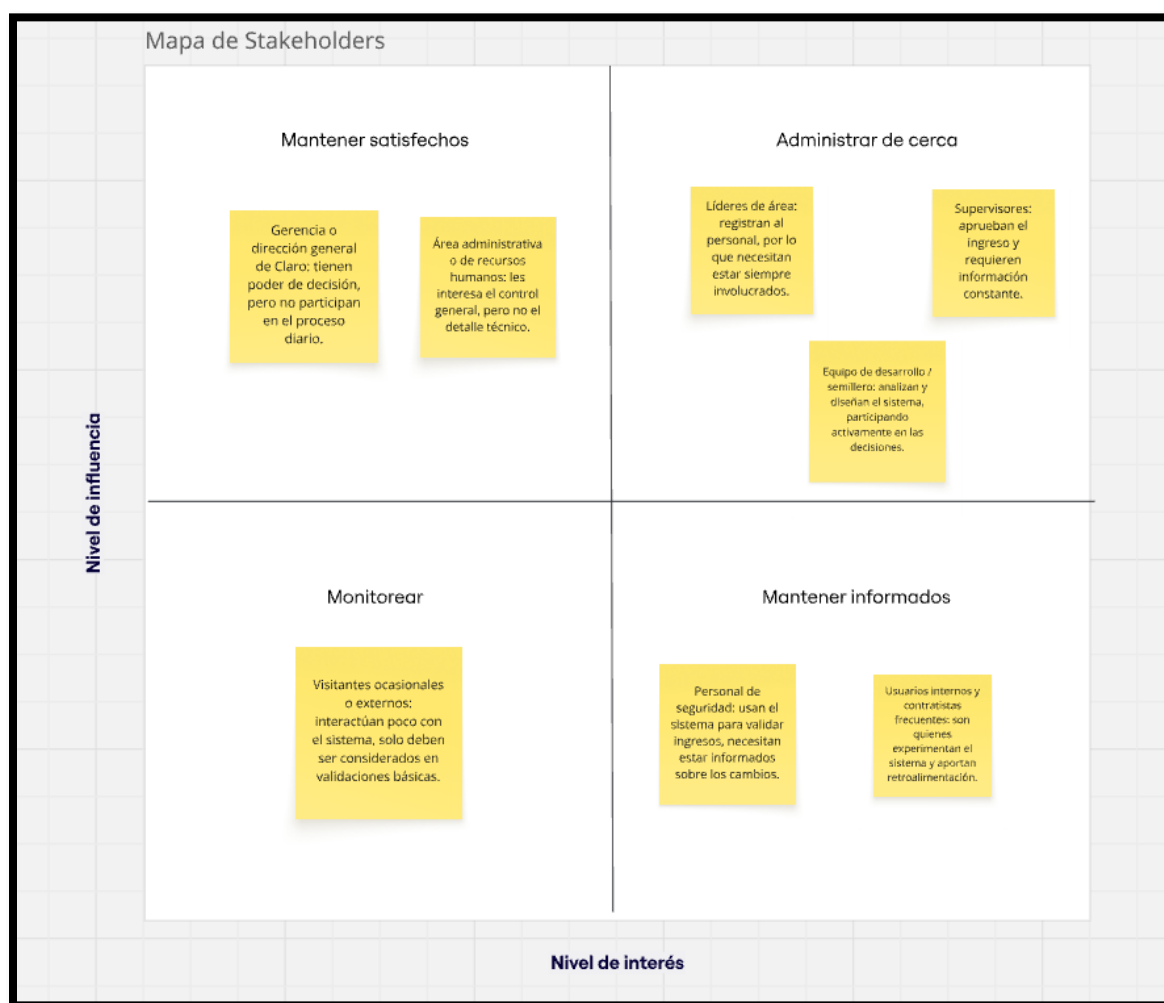 Mapa de Stakeholders
Mantener satisfechos
Administrar de cerca
Gerencia o
dirección general
de Claro: tienen
poder de decisión,
pero no participan
en el proceso
diario.
Área administrativa
o de recursos
humanos: les
interesa el control
general, pero no el
detalle técnico.
Líderes de área:
registran al
personal, por lo
que necesitan
estar siempre
involucrados.
Supervisores:
aprueban el
ingreso y
requieren
información
constante.
Equipo de desarrollo /
semillero: analizan y
diseñan el sistema,
participando
activamente en las
decisiones.
Nivel de influencia
Monitorear
Mantener informados
Visitantes ocasionales
o externos:
interactúan poco con
el sistema, solo deben
ser considerados en
validaciones básicas.
Personal de
seguridad: usan el
sistema para validar
ingresos, necesitan
estar informados
sobre los cambios.
Usuarios internos y
contratistas
frecuentes: son
quienes
experimentan el
sistema y aportan
retroalimentación.
Nivel de interés